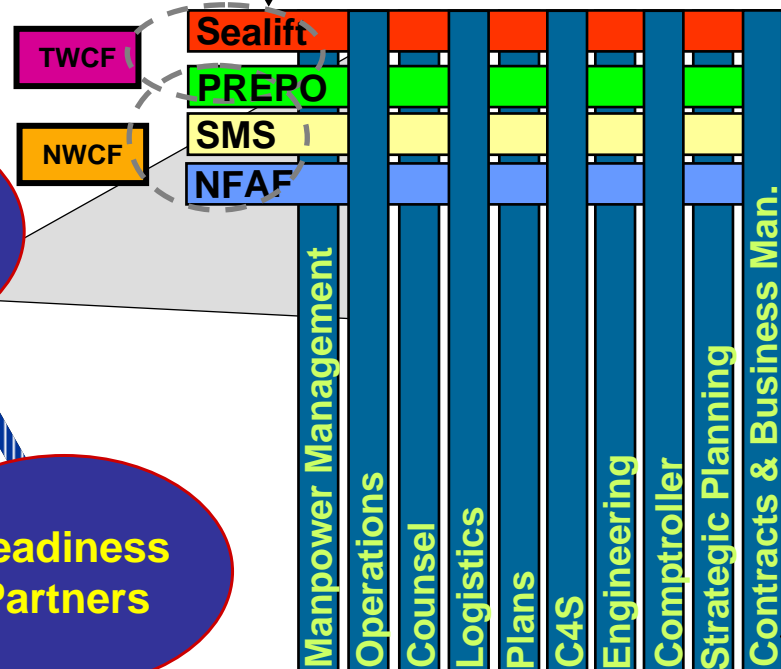 Sealift
TWCF
PREPO
SMS
NWCF
NFAF
Manpower Management
Operations
Counsel
Logistics
Plans
C4S
Engineering
Comptroller
Strategic Planning
Contracts & Business Man.
eadiness
Partners